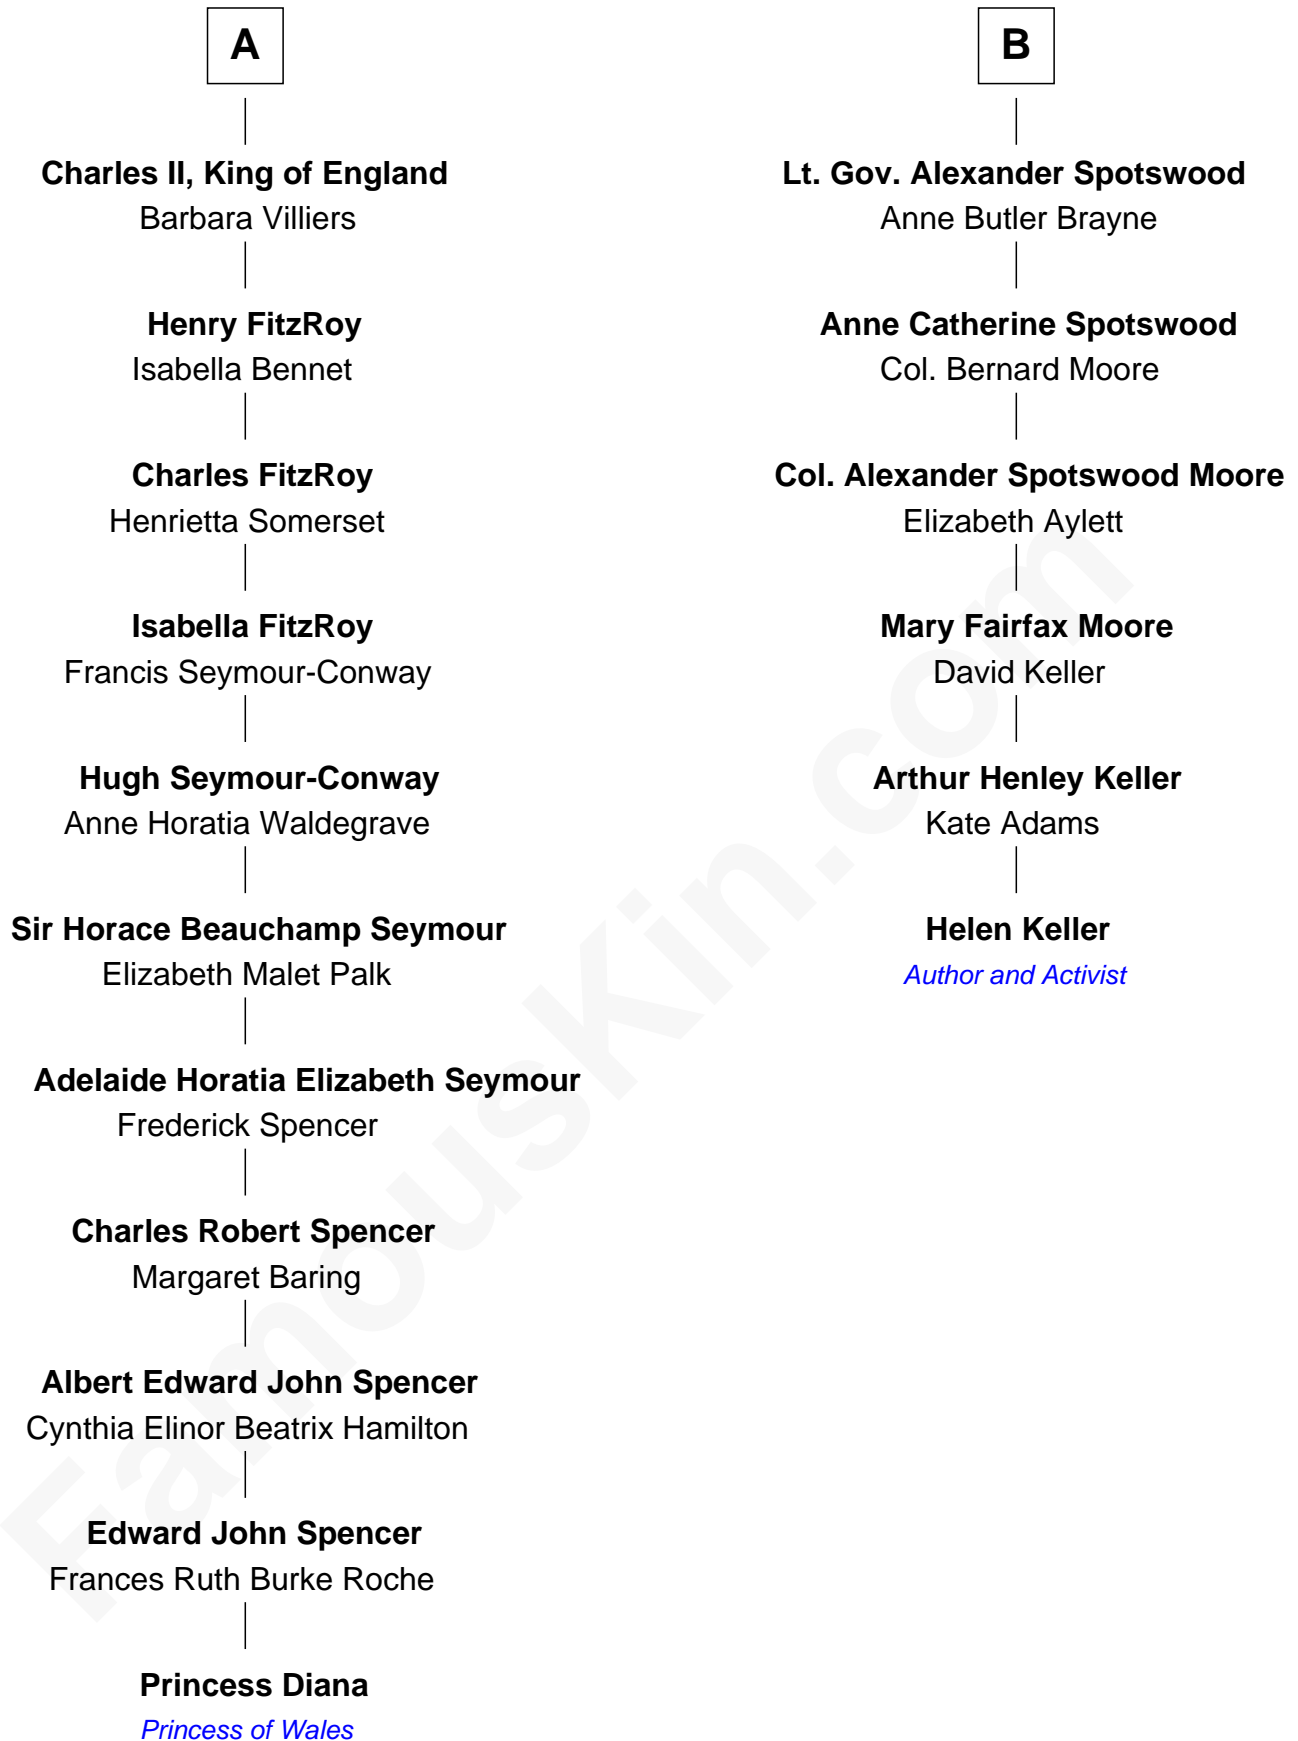 A
Charles II, King of England
Barbara Villiers
Henry FitzRoy
Isabella Bennet
Charles FitzRoy
Henrietta Somerset
Isabella FitzRoy
Francis Seymour-Conway
Hugh Seymour-Conway
Anne Horatia Waldegrave
Sir Horace Beauchamp Seymour
Elizabeth Malet Palk
Adelaide Horatia Elizabeth Seymour
Frederick Spencer
Charles Robert Spencer
Margaret Baring
Albert Edward John Spencer
Cynthia Elinor Beatrix Hamilton
Edward John Spencer
Frances Ruth Burke Roche
Princess Diana
Princess of Wales
B
Lt. Gov. Alexander Spotswood
Anne Butler Brayne
Anne Catherine Spotswood
Col. Bernard Moore
Col. Alexander Spotswood Moore
Elizabeth Aylett
Mary Fairfax Moore
David Keller
Arthur Henley Keller
Kate Adams
Helen Keller
Author and Activist
FamousKin.com